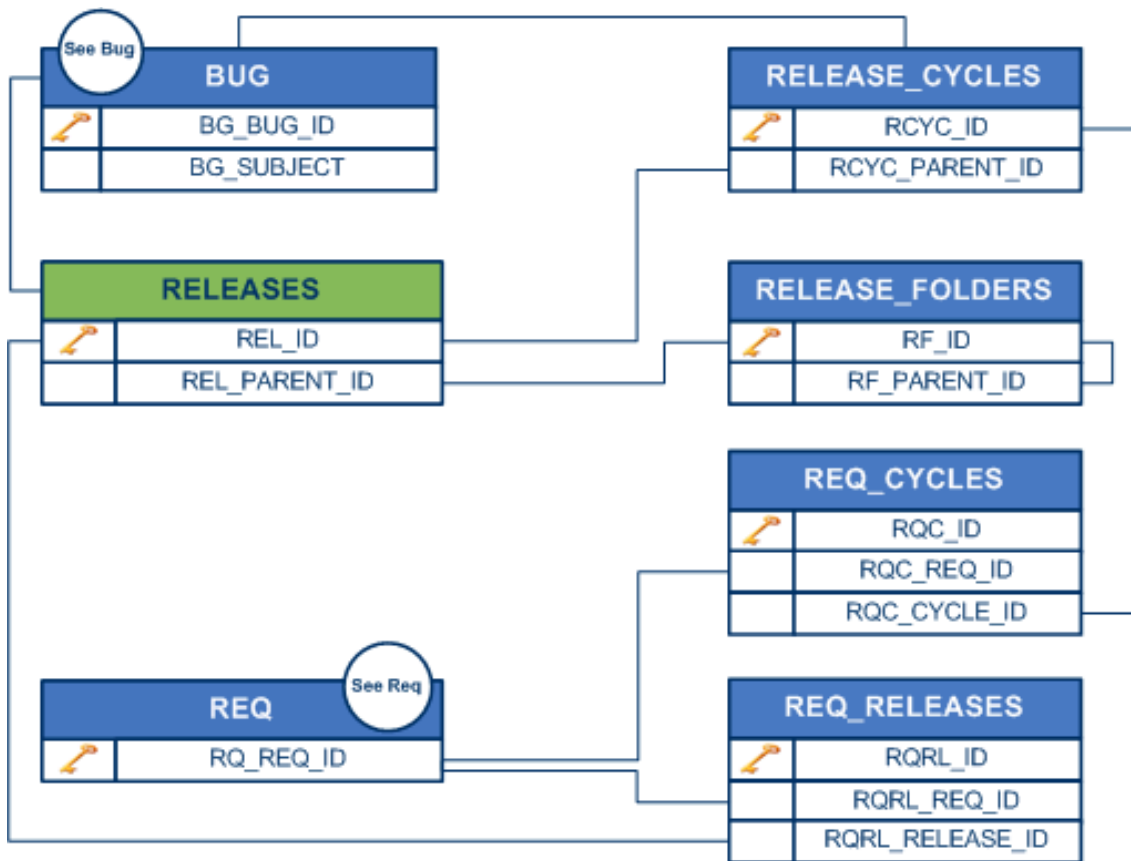 See Bug
BUG
BG_BUG_ID
BG_SUBJECT
RELEASE_CYCLES
RCYC_ID
RCYC_PARENT_ID
RELEASES
REL_ID
REL_PARENT_ID
RELEASE_FOLDERS
RF_ID
RF_PARENT_ID
REQ_CYCLES
RQC_ID
RQC_REQ_ID
RQC_CYCLE_ID
See Req
REQ
RQ_REQ_ID
REQ_RELEASES
RQRL_ID
RQRL_REQ_ID
RQRL_RELEASE_ID